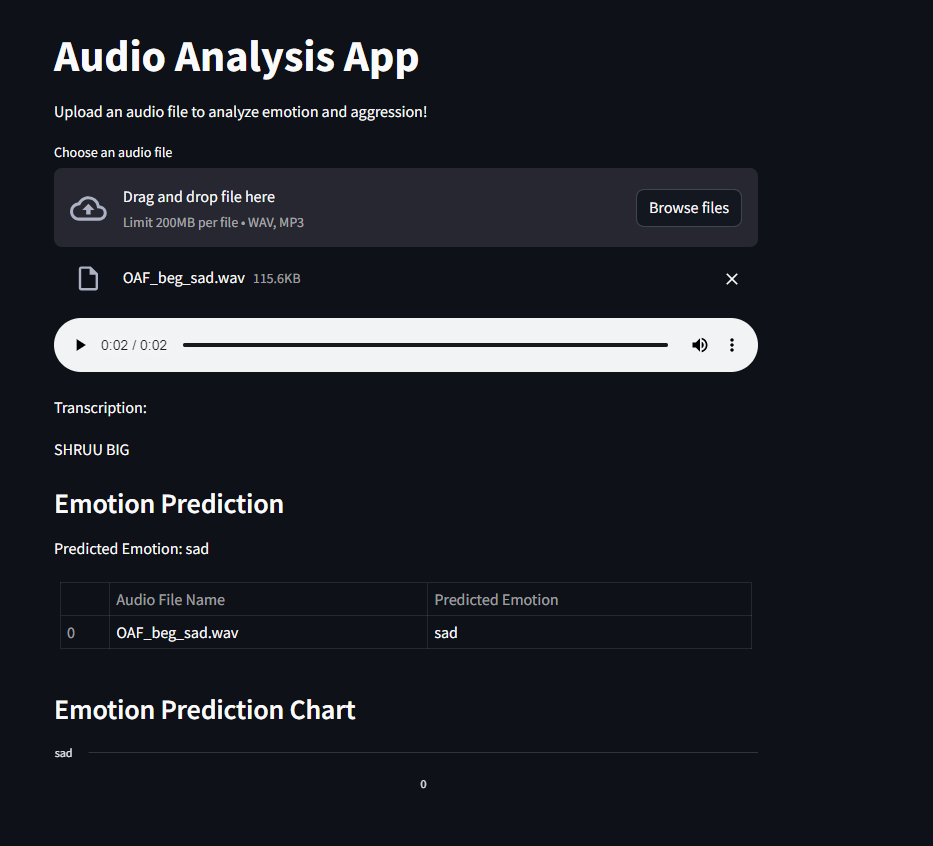 Audio Analysis App
Upload an audio file to analyze emotion and aggression!
Choose an audio file
Drag and drop file here
Limit 200MB per file • WAV, MP3
Browse files
OAF_beg_sad.wav 115.6KB
0:02 / 0:02
Transcription:
SHRUU BIG
Emotion Prediction
Predicted Emotion: sad
Audio File Name Predicted Emotion
0 OAF_beg_sad.wav sad
Emotion Prediction Chart
sad
0